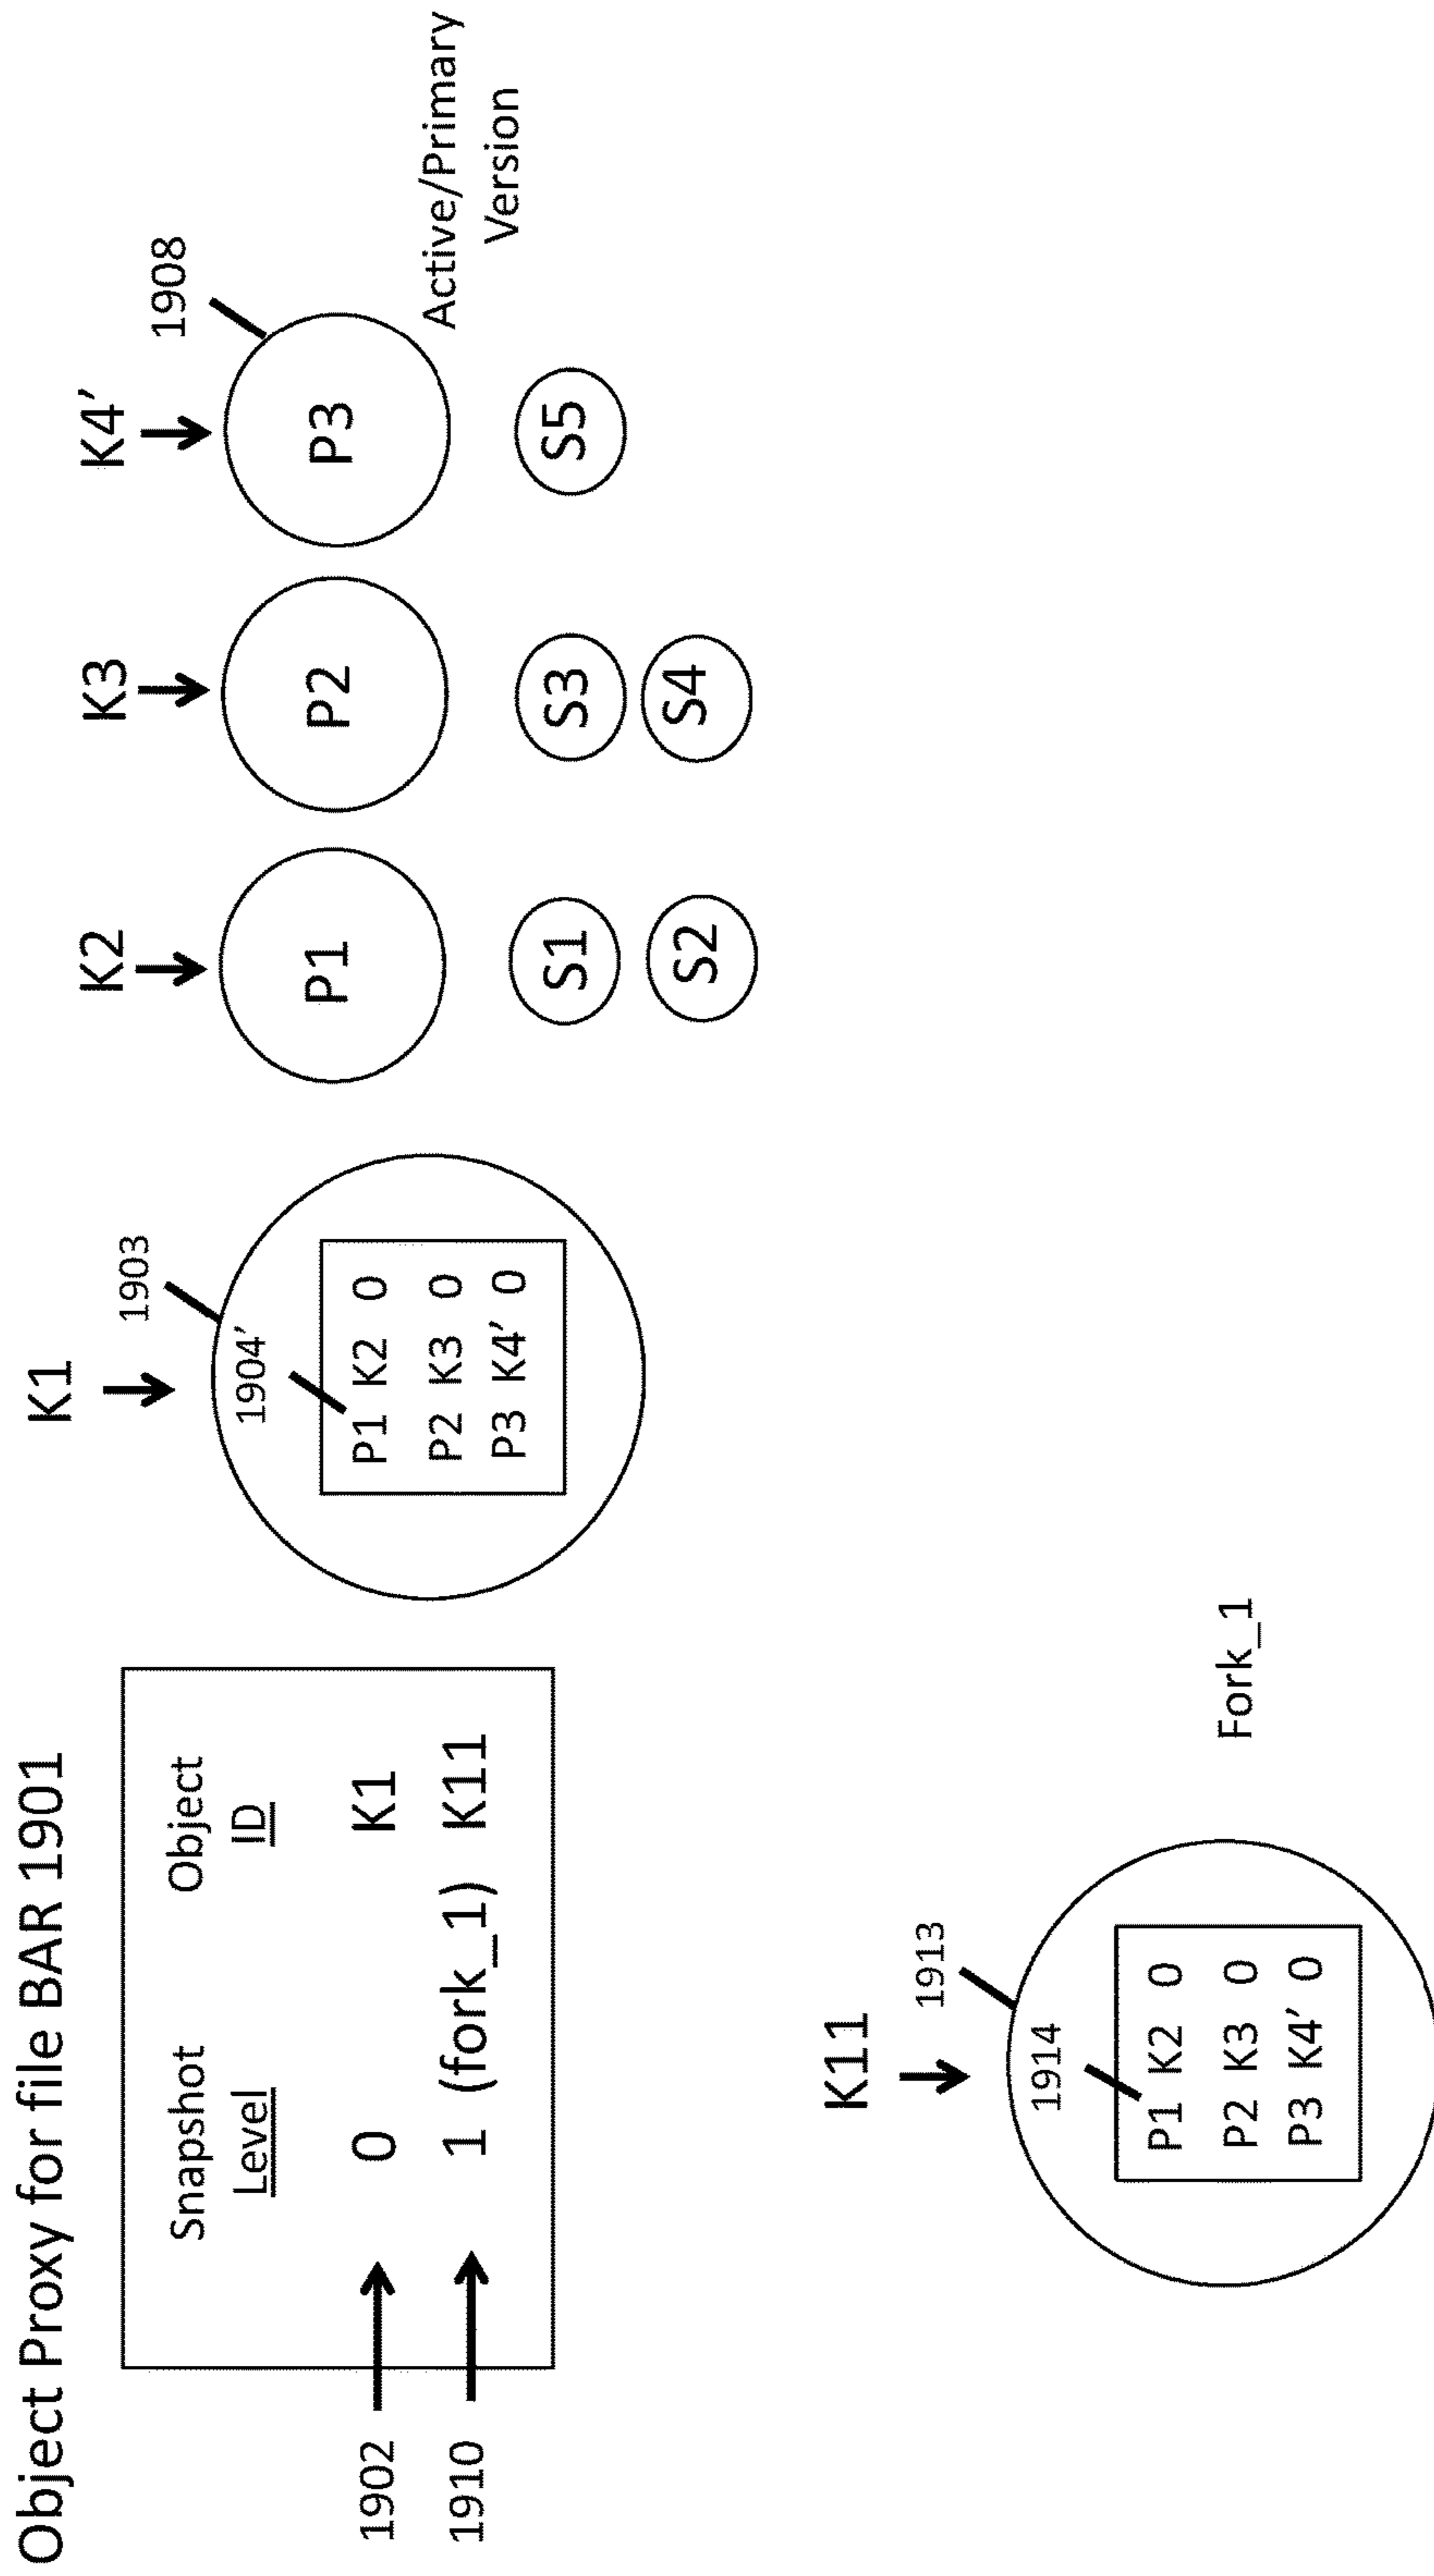 Object Proxy for file BAR 1901
Snapshot
Level
Object
ID
1902
0 K1
1910
1 (fork_1) K11
K1
1903
1904'
P1 K2 0
P2 K3 0
P3 K4' 0
K2
P1
S1
S2
K3
P2
S3
S4
K4'
1908
P3
S5
Active/Primary
Version
K11
1913
1914
P1 K2 0
P2 K3 0
P3 K4' 0
Fork_1